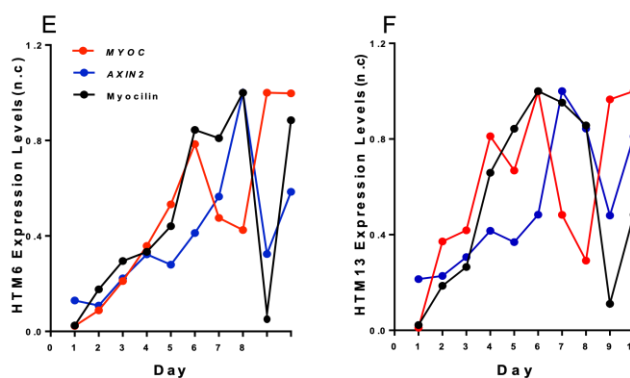 E
HTM6 Expression Levels(n.c)
1.2
0.8
0.4
0.0
MYOC
AXIN2
Myocilin
0 1 2 3 4 5 6 7 8
Day
F
HTM13 Expression Levels(n.c)
1.2
0.8
0.4
0.0
0 1 2 3 4 5 6 7 8 9
Day